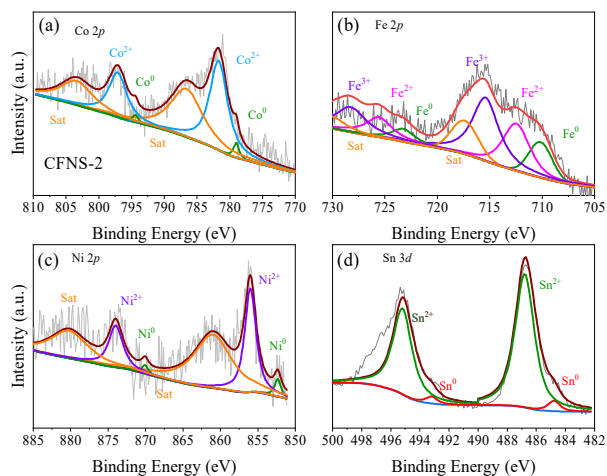 (a) Co 2p
Co²⁺
Co²⁺
Co⁰
Co⁰
Sat
Sat
CFNS-2
Intensity (a.u.)
810 805 800 795 790 785 780 775 770
Binding Energy (eV)
(b) Fe 2p
Fe³⁺
Fe³⁺
Fe²⁺
Fe²⁺
Fe⁰
Fe⁰
Sat
Sat
730 725 720 715 710 705
Binding Energy (eV)
(c) Ni 2p
Ni²⁺
Sat
Ni²⁺
Ni⁰
Ni⁰
Sat
Intensity (a.u.)
885 880 875 870 865 860 855 850
Binding Energy (eV)
(d) Sn 3d
Sn²⁺
Sn²⁺
Sn⁰
Sn⁰
500 498 496 494 492 490 488 486 484 482
Binding Energy (eV)